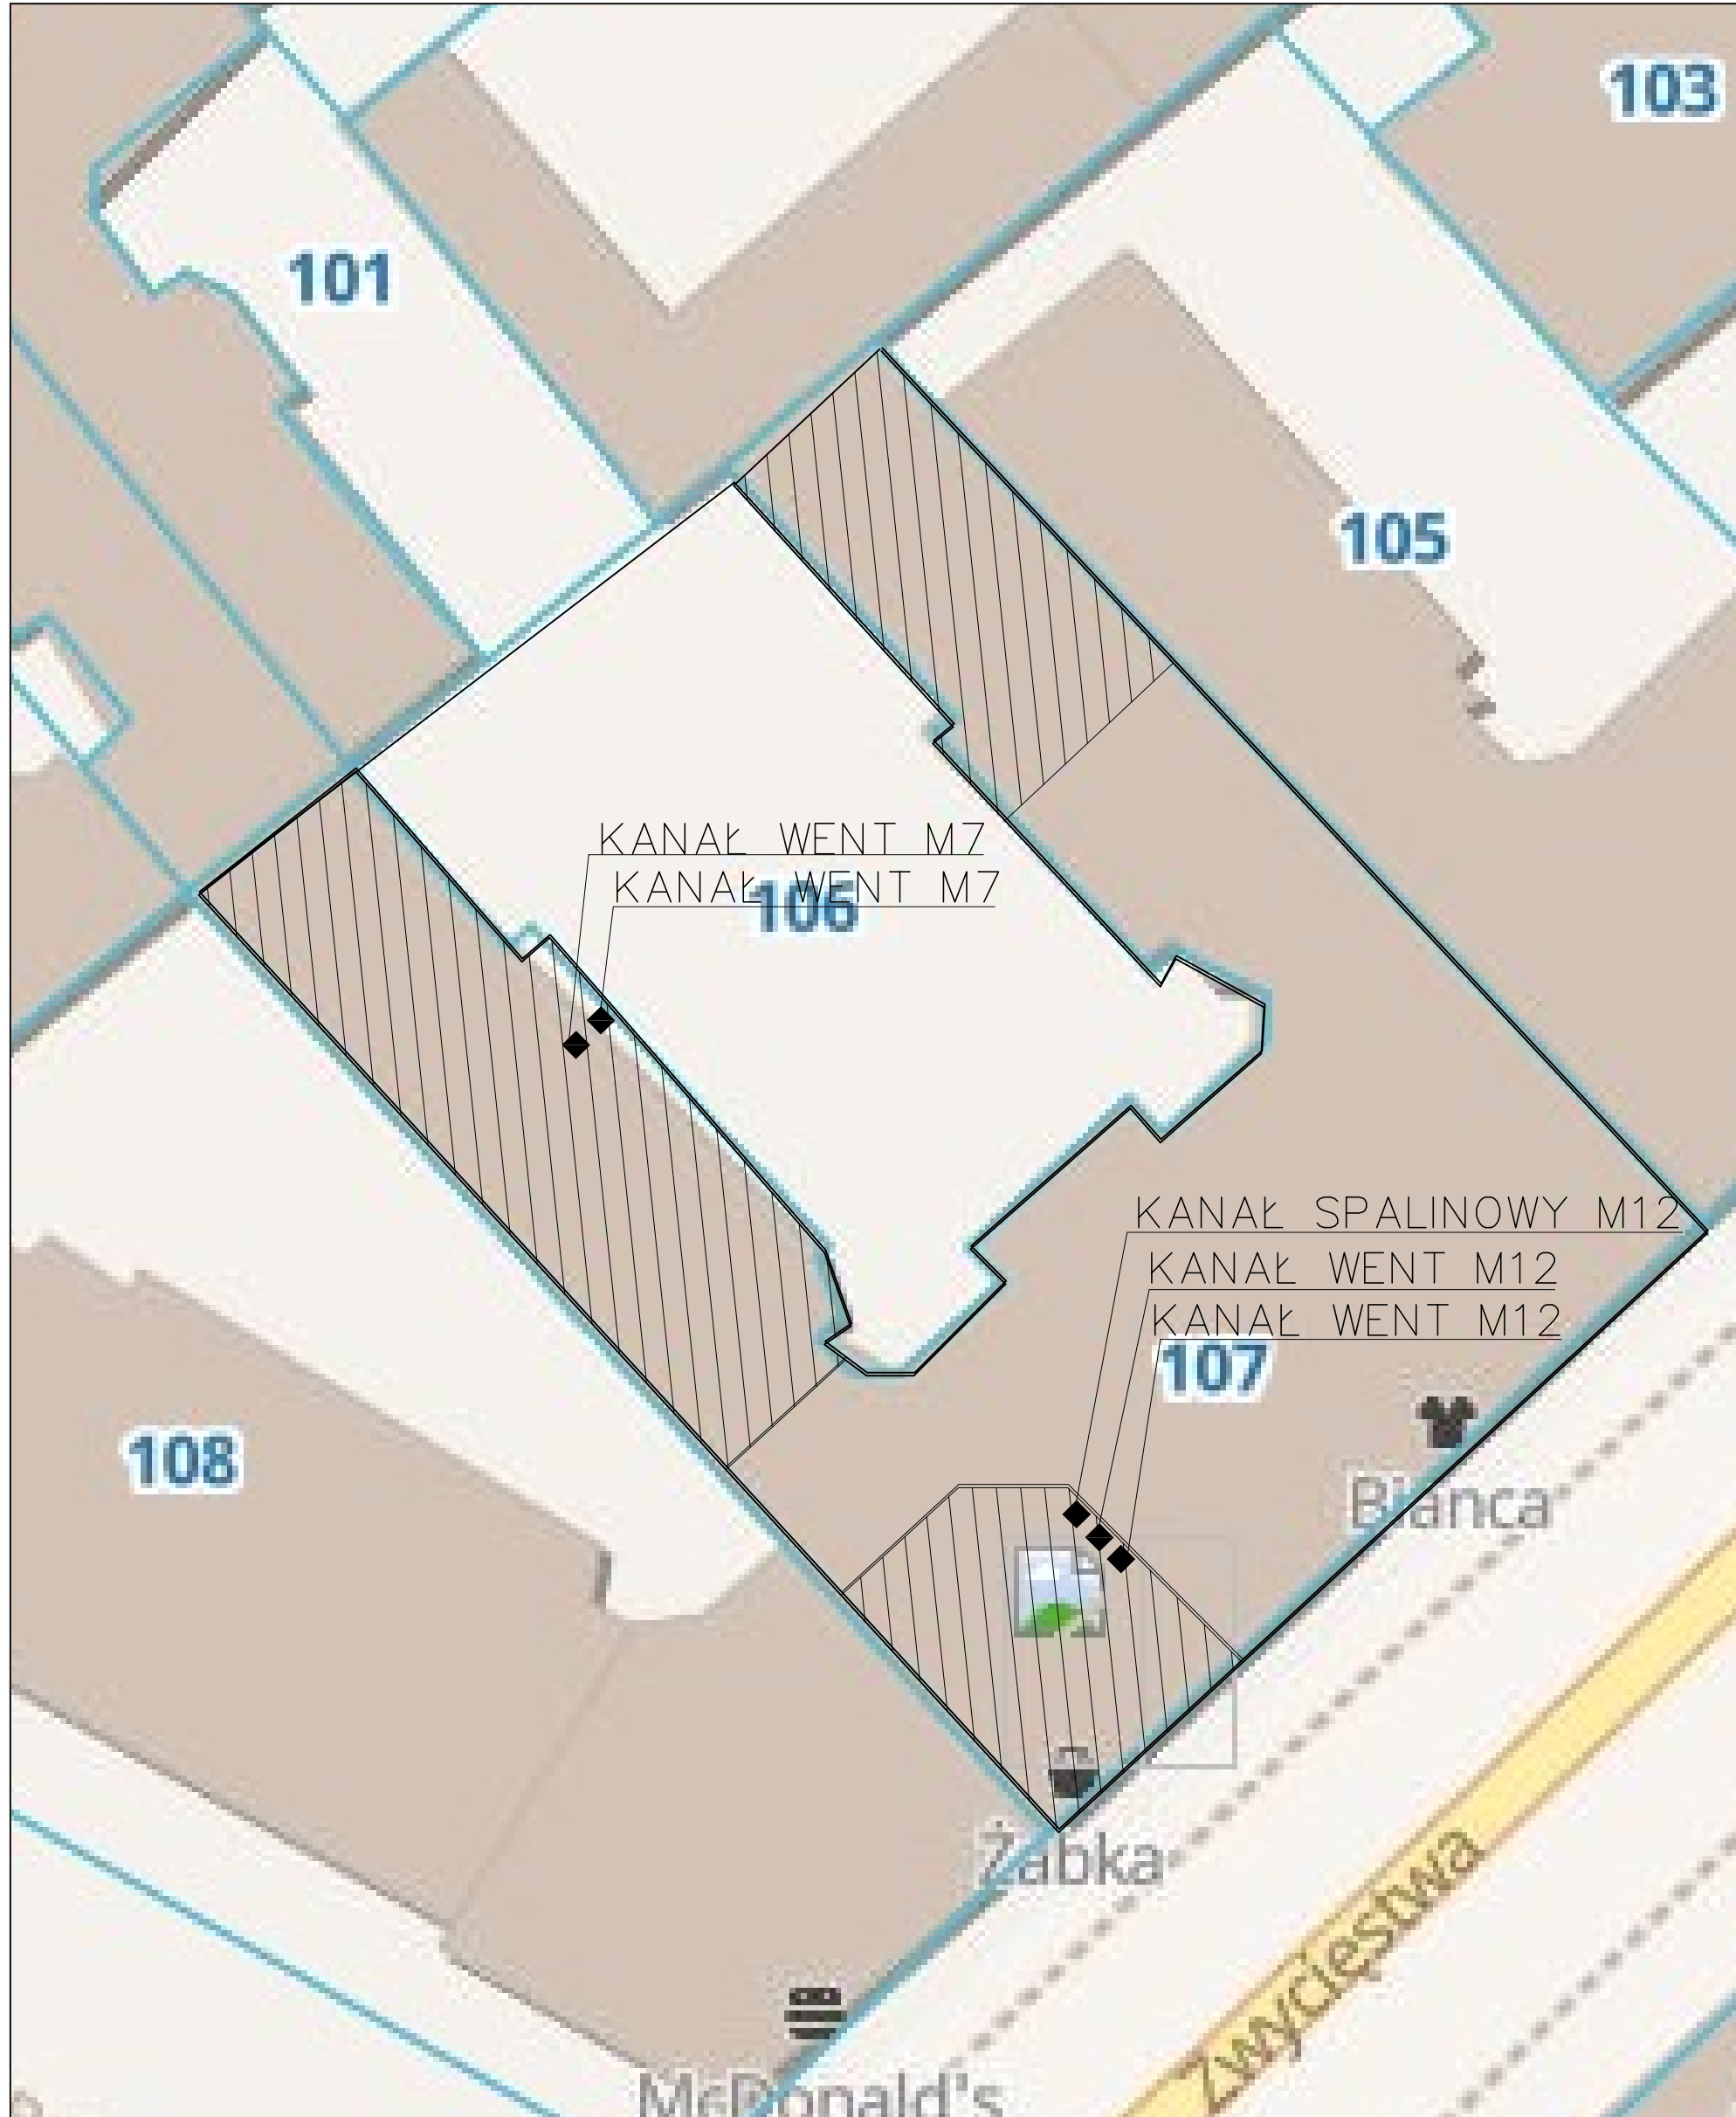 103
101
105
KANAŁ WENT M7
KANAŁ WENT M7
106
KANAŁ SPALINOWY M12
KANAŁ WENT M12
KANAŁ WENT M12
107
108
Bianca
Żabka
Zwycięstwa
McDonald's